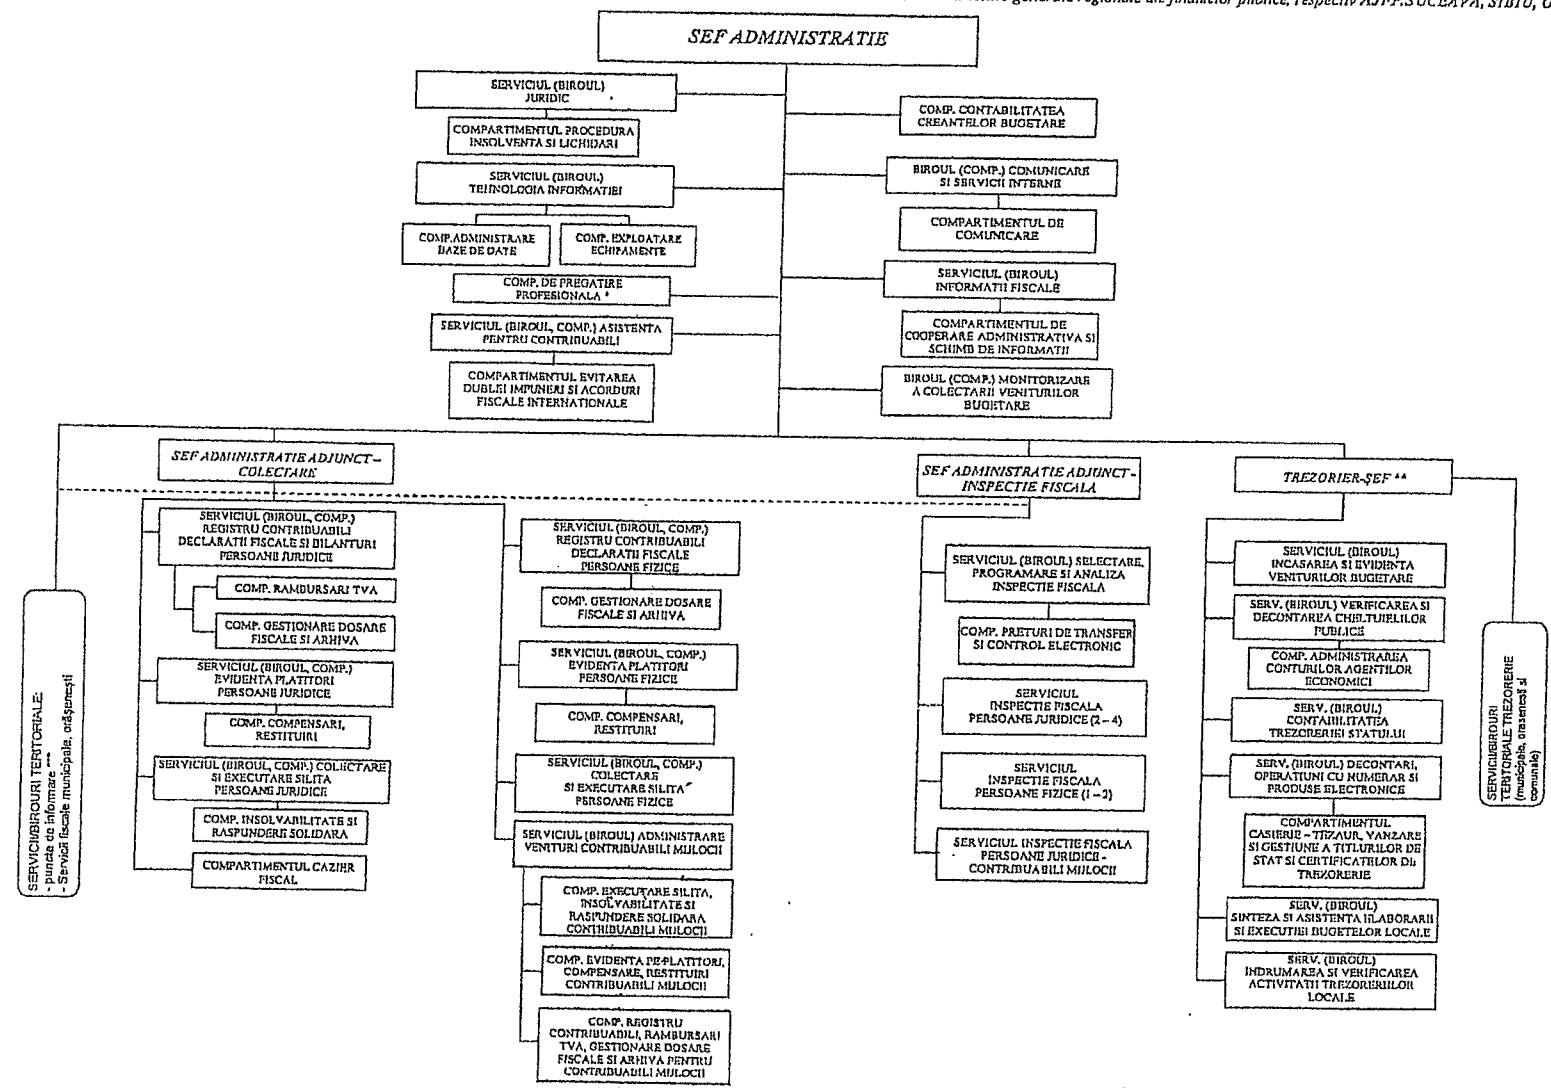 generale regionale ale finantelor publice, respectiv AJFP.SUCEAVA, SIBIU,
SEF ADMINISTRATIE
SERVICIUL (BIROUL)
JURIDIC
COMPARTIMENTUL PROCEDURA
INSOLVENTA SI LICHIDARI
SERVICIUL (BIROUL)
TEHNOLOGIA INFORMATIEI
COMP.ADMINISTRARE
BAZE DE DATE
COMP. EXPLOATARE
ECHIPAMENTE
COMP. DE PREGATIRE
PROFESIONALA *
SERVICIUL (BIROUL, COMP.) ASISTENTA
PENTRU CONTRIBUABILI
COMPARTIMENTUL EVITAREA
DUBLEI IMPUNERI SI ACORDURI
FISCALE INTERNATIONALE
COMP. CONTABILITATEA
CREANTELOR BUGETARE
BIROUL (COMP.) COMUNICARE
SI SERVICII INTERNE
COMPARTIMENTUL DE
COMUNICARE
SERVICIUL (BIROUL)
INFORMATII FISCALE
COMPARTIMENTUL DE
COOPERARE ADMINISTRATIVA SI
SCHIMB DE INFORMATII
BIROUL (COMP.) MONITORIZARE
A COLECTARII VENITURILOR
BUGETARE
SEF ADMINISTRATIE ADJUNCT–
COLECTARE
SEF ADMINISTRATIE ADJUNCT-
INSPECTIE FISCALA
TREZORIER-ŞEF **
SERVICII/BIROURI TERITORIALE:
- puncte de informare ***
- Servicii fiscale municipale, orăşeneşti
SERVICIUL (BIROUL, COMP.)
REGISTRU CONTRIBUABILI
DECLARATII FISCALE SI BILANTURI
PERSOANE JURIDICE
COMP. RAMBURSARI TVA
COMP. GESTIONARE DOSARE
FISCALE SI ARHIVA
SERVICIUL (BIROUL, COMP.)
EVIDENTA PLATITORI
PERSOANE JURIDICE
COMP. COMPENSARI,
RESTITUIRI
SERVICIUL (BIROUL, COMP.) COLECTARE
SI EXECUTARE SILITA
PERSOANE JURIDICE
COMP. INSOLVABILITATE SI
RASPUNDERE SOLIDARA
COMPARTIMENTUL CAZIER
FISCAL
SERVICIUL (BIROUL, COMP.)
REGISTRU CONTRIBUABILI
DECLARATII FISCALE
PERSOANE FIZICE
COMP. GESTIONARE DOSARE
FISCALE SI ARHIVA
SERVICIUL (BIROUL, COMP.)
EVIDENTA PLATITORI
PERSOANE FIZICE
COMP. COMPENSARI,
RESTITUIRI
SERVICIUL (BIROUL, COMP.)
COLECTARE
SI EXECUTARE SILITA
PERSOANE FIZICE
SERVICIUL (BIROUL) ADMINISTRARE
VENITURI CONTRIBUABILI MIJLOCII
COMP. EXECUTARE SILITA,
INSOLVABILITATE SI
RASPUNDERE SOLIDARA
CONTRIBUABILI MIJLOCII
COMP. EVIDENTA PE PLATITORI,
COMPENSARE, RESTITUIRI
CONTRIBUABILI MIJLOCII
COMP. REGISTRU
CONTRIBUABILI, RAMBURSARI
TVA, GESTIONARE DOSARE
FISCALE SI ARHIVA PENTRU
CONTRIBUABILI MIJLOCII
SERVICIUL (BIROUL) SELECTARE,
PROGRAMARE SI ANALIZA
INSPECTIE FISCALA
COMP. PRETURI DE TRANSFER
SI CONTROL ELECTRONIC
SERVICIUL
INSPECTIE FISCALA
PERSOANE JURIDICE (2 – 4)
SERVICIUL
INSPECTIE FISCALA
PERSOANE FIZICE (1 – 2)
SERVICIUL INSPECTIE FISCALA
PERSOANE JURIDICE -
CONTRIBUABILI MIJLOCII
SERVICIUL (BIROUL)
INCASAREA SI EVIDENTA
VENITURILOR BUGETARE
SERV. (BIROUL) VERIFICAREA SI
DECONTAREA CHELTUIELILOR
PUBLICE
COMP. ADMINISTRAREA
CONTURILOR AGENTILOR
ECONOMICI
SERV. (BIROUL)
CONTABILITATEA
TREZORERIEI STATULUI
SERV. (BIROUL) DECONTARI,
OPERATIUNI CU NUMERAR SI
PRODUSE ELECTRONICE
COMPARTIMENTUL
CASIERIE – TEZAUR, VANZARE
SI GESTIUNE A TITLURILOR DE
STAT SI CERTIFICATELOR DE
TREZORERIE
SERV. (BIROUL)
SINTEZA SI ASISTENTA ELABORARII
SI EXECUTIEI BUGETELOR LOCALE
SERV. (BIROUL)
INDRUMAREA SI VERIFICAREA
ACTIVITATII TREZORERIILOR
LOCALE
SERVICII/BIROURI
TERITORIALE TREZORERIE
(municipale, orasenesti si
comunale)